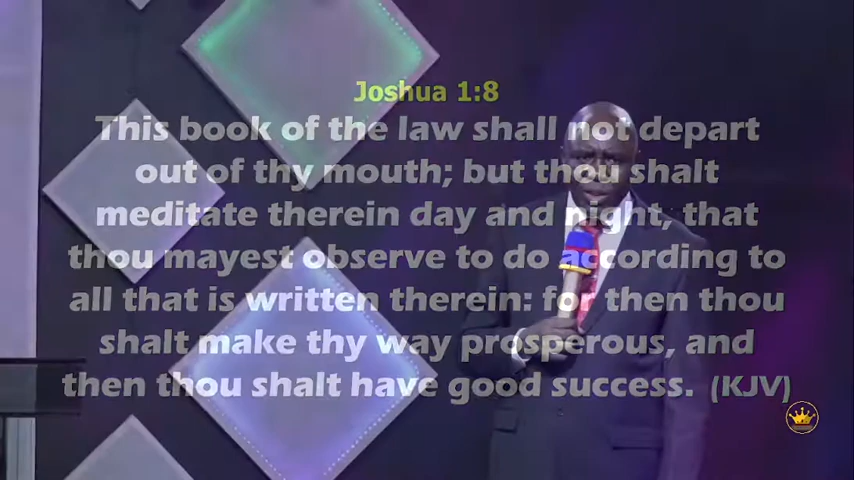 Joshua 1:8
This book of the law shall not depart
out of thy mouth; but thou shalt
meditate therein day and night, that
thou mayest observe to do according to
all that is written therein: for then thou
shalt make thy way prosperous, and
then thou shalt have good success. (KJV)